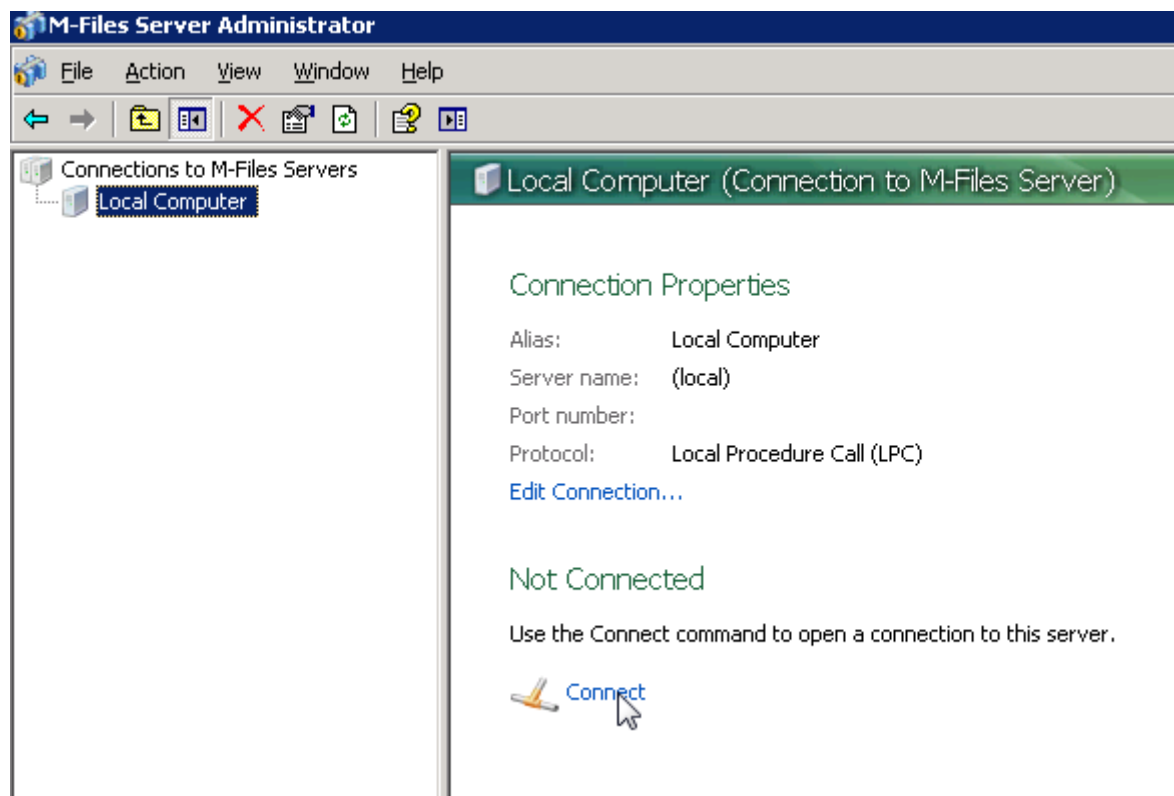 M-Files Server Administrator
File Action View Window Help
Connections to M-Files Servers
Local Computer
Local Computer (Connection to M-Files Server)
Connection Properties
Alias: Local Computer
Server name: (local)
Port number:
Protocol: Local Procedure Call (LPC)
Edit Connection...
Not Connected
Use the Connect command to open a connection to this server.
Connect